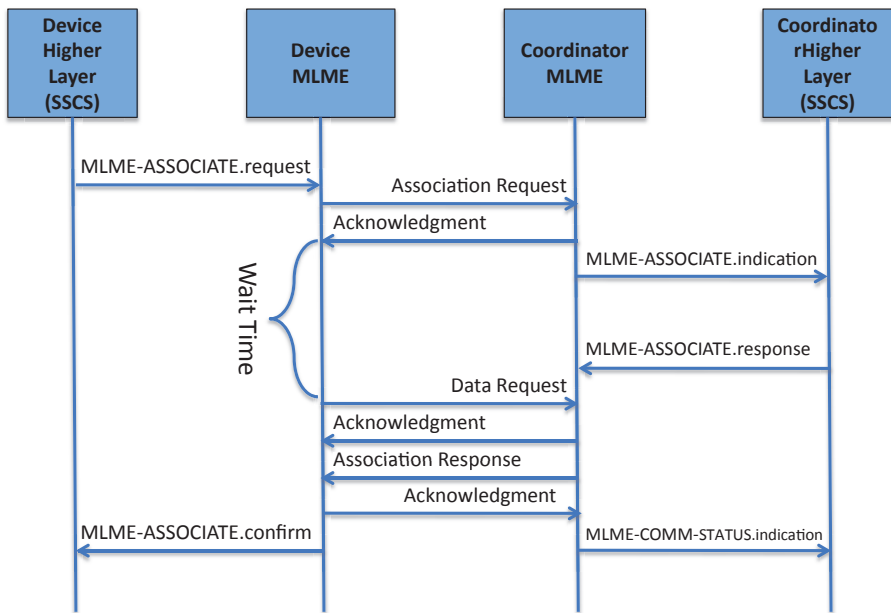 Device
Higher
Layer
(SSCS)
Device
MLME
Coordinator
MLME
Coordinato
rHigher
Layer
(SSCS)
MLME-ASSOCIATE.request
Association Request
Acknowledgment
MLME-ASSOCIATE.indication
Wait Time
MLME-ASSOCIATE.response
Data Request
Acknowledgment
Association Response
Acknowledgment
MLME-ASSOCIATE.confirm
MLME-COMM-STATUS.indication